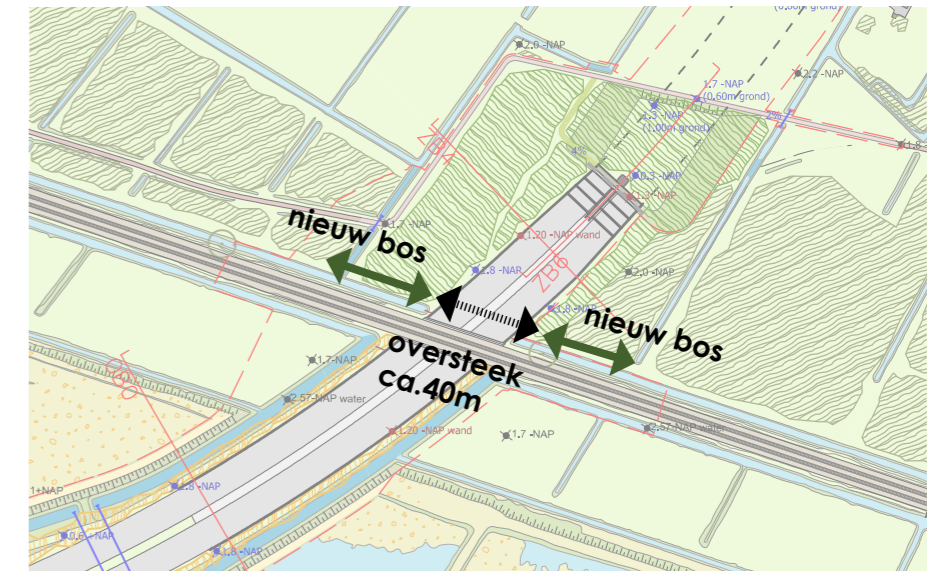 2.0 -NAP
2.2 -NAP
1.7 -NAP
(0.60m grond)
1.3 -NAP
(1.00m grond)
2%
1.8
4%
0.3 -NAP
1.7 -NAP
nieuw bos
1.20 -NAP wand
1.8 -NAP
ZB6
2.0 -NAP
1.8 -NAP
nieuw bos
oversteek
ca.40m
1.7-NAP
2.57-NAP water
1.20 -NAP wand
1.7 -NAP
2.57-NAP water
1+NAP
1.8 -NAP
1.8 -NAP